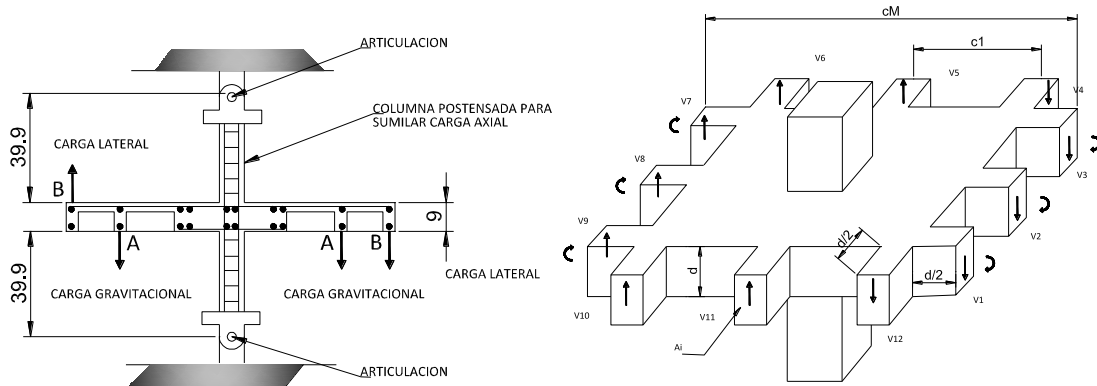 ARTICULACION
COLUMNA POSTENSADA PARA
SUMILAR CARGA AXIAL
39.9
CARGA LATERAL
B
9
A
A
B
CARGA LATERAL
39.9
CARGA GRAVITACIONAL
CARGA GRAVITACIONAL
ARTICULACION
cM
c1
V6
V5
V4
V7
V3
V8
V2
V9
d/2
d
d/2
V1
V10
V11
V12
Ai